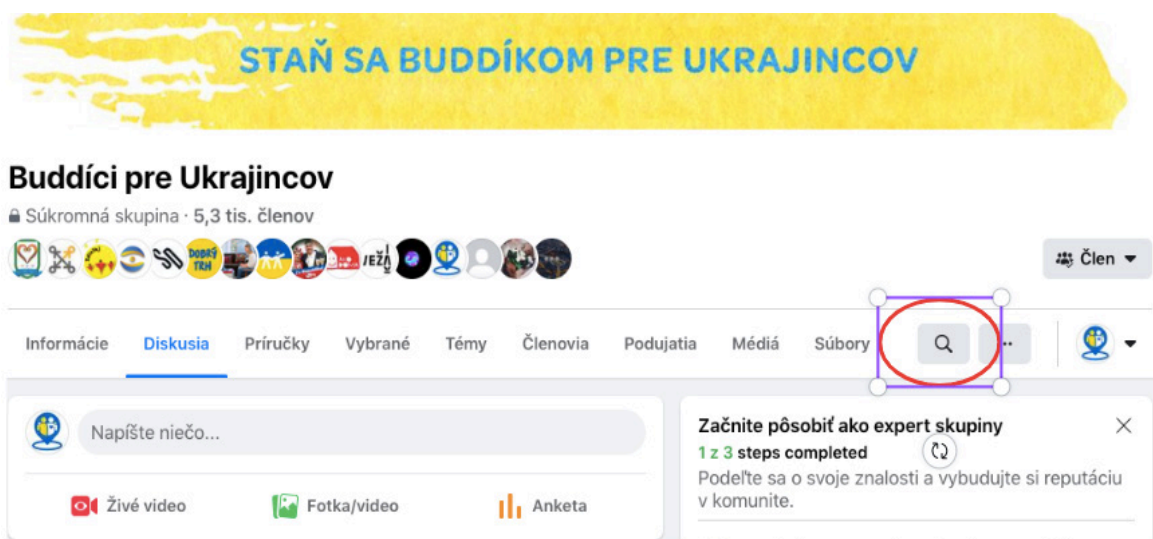 STAŇ SA BUDDÍKOM PRE UKRAJINCOV
Buddíci pre Ukrajincov
Súkromná skupina · 5,3 tis. členov
DOBRÝ TRH
Člen
Informácie Diskusia Príručky Vybrané Témy Členovia Podujatia Médiá Súbory
Napíšte niečo...
Živé video Fotka/video Anketa
Začnite pôsobiť ako expert skupiny
1 z 3 steps completed
Podeľte sa o svoje znalosti a vybudujte si reputáciu
v komunite.